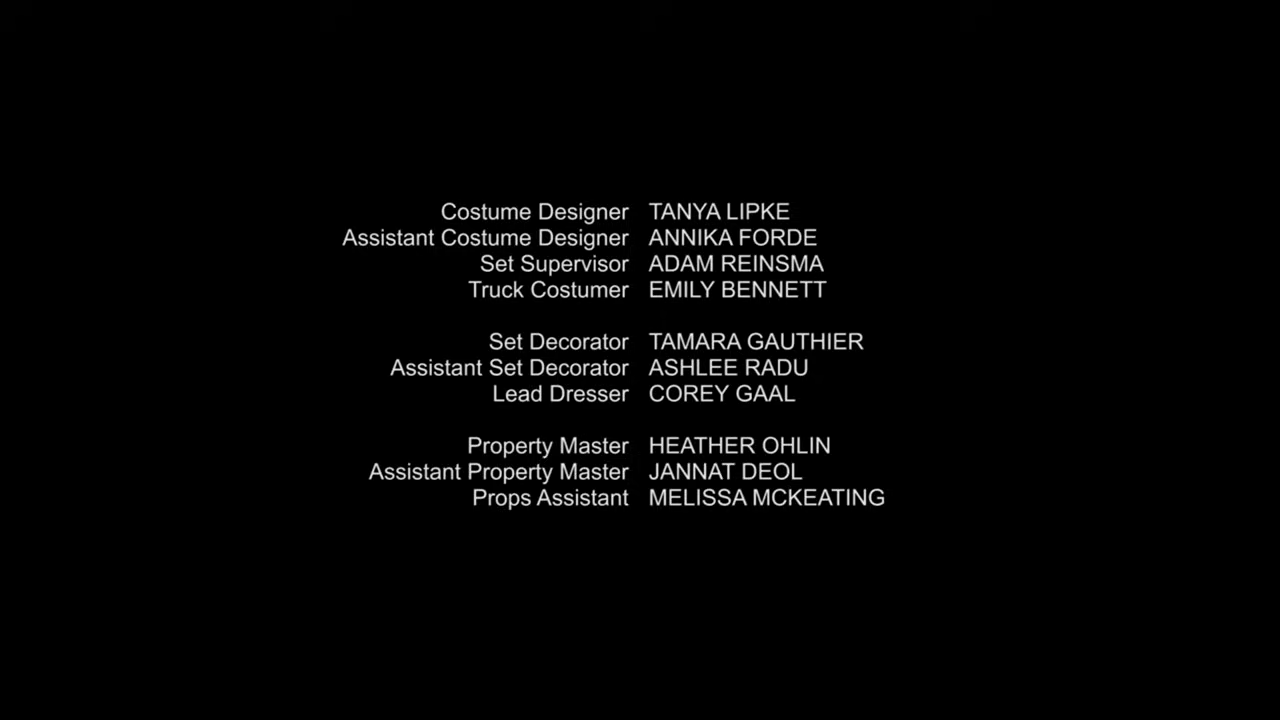 Costume Designer TANYA LIPKE
Assistant Costume Designer ANNIKA FORDE
Set Supervisor ADAM REINSMA
Truck Costumer EMILY BENNETT
Set Decorator TAMARA GAUTHIER
Assistant Set Decorator ASHLEE RADU
Lead Dresser COREY GAAL
Property Master HEATHER OHLIN
Assistant Property Master JANNAT DEOL
Props Assistant MELISSA MCKEATING